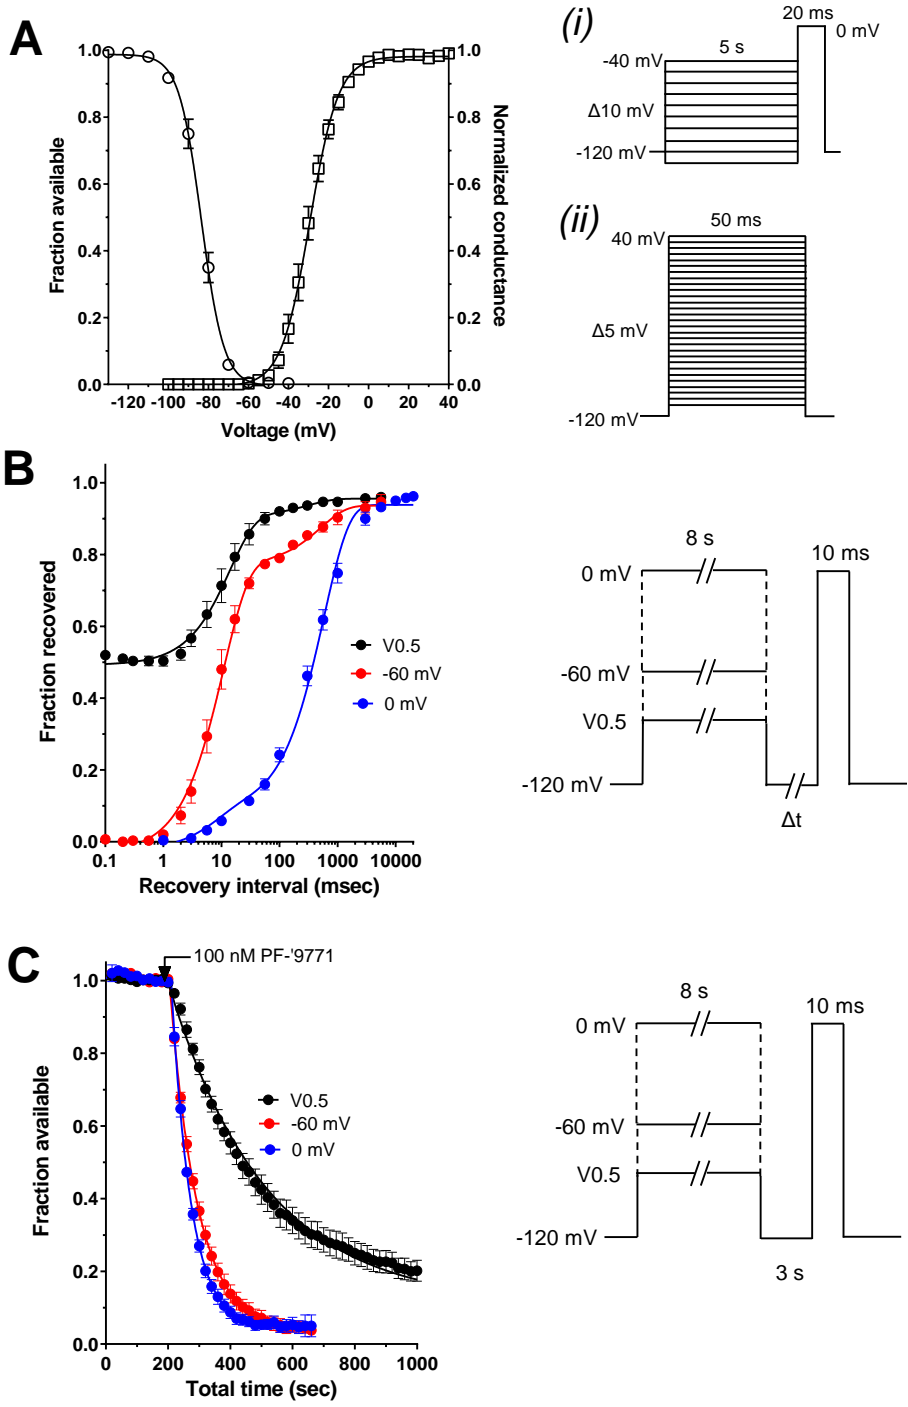 A
1.0
0.8
0.6
0.4
0.2
0.0
Fraction available
1.0
0.8
0.6
0.4
0.2
0.0
Normalized conductance
-120 -100 -80 -60 -40 -20 0 20 40
Voltage (mV)
(i)
20 ms
0 mV
5 s
-40 mV
Δ10 mV
-120 mV
(ii)
50 ms
40 mV
Δ5 mV
-120 mV
B
1.0
0.8
0.6
0.4
0.2
0.0
Fraction recovered
0.1 1 10 100 1000 10000
Recovery interval (msec)
V0.5
-60 mV
0 mV
8 s
10 ms
0 mV
-60 mV
V0.5
-120 mV
Δt
C
100 nM PF-'9771
1.0
0.8
0.6
0.4
0.2
0.0
Fraction available
0 200 400 600 800 1000
Total time (sec)
V0.5
-60 mV
0 mV
8 s
10 ms
0 mV
-60 mV
V0.5
-120 mV
3 s